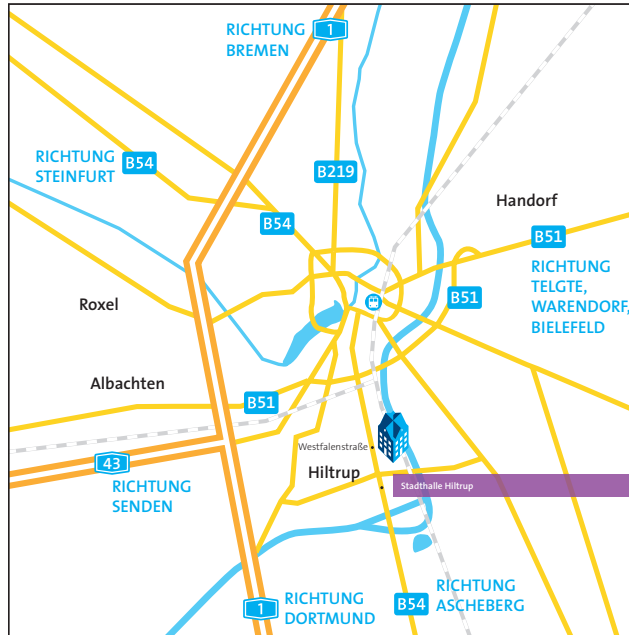 RICHTUNG
BREMEN
1
RICHTUNG
STEINFURT
B54
B219
B54
Handorf
B51
RICHTUNG
TELGTE,
WARENDORF,
BIELEFELD
B51
Roxel
Albachten
B51
Westfalenstraße
Hiltrup
43
RICHTUNG
SENDEN
Stadthalle Hiltrup
1
RICHTUNG
DORTMUND
B54
RICHTUNG
ASCHEBERG